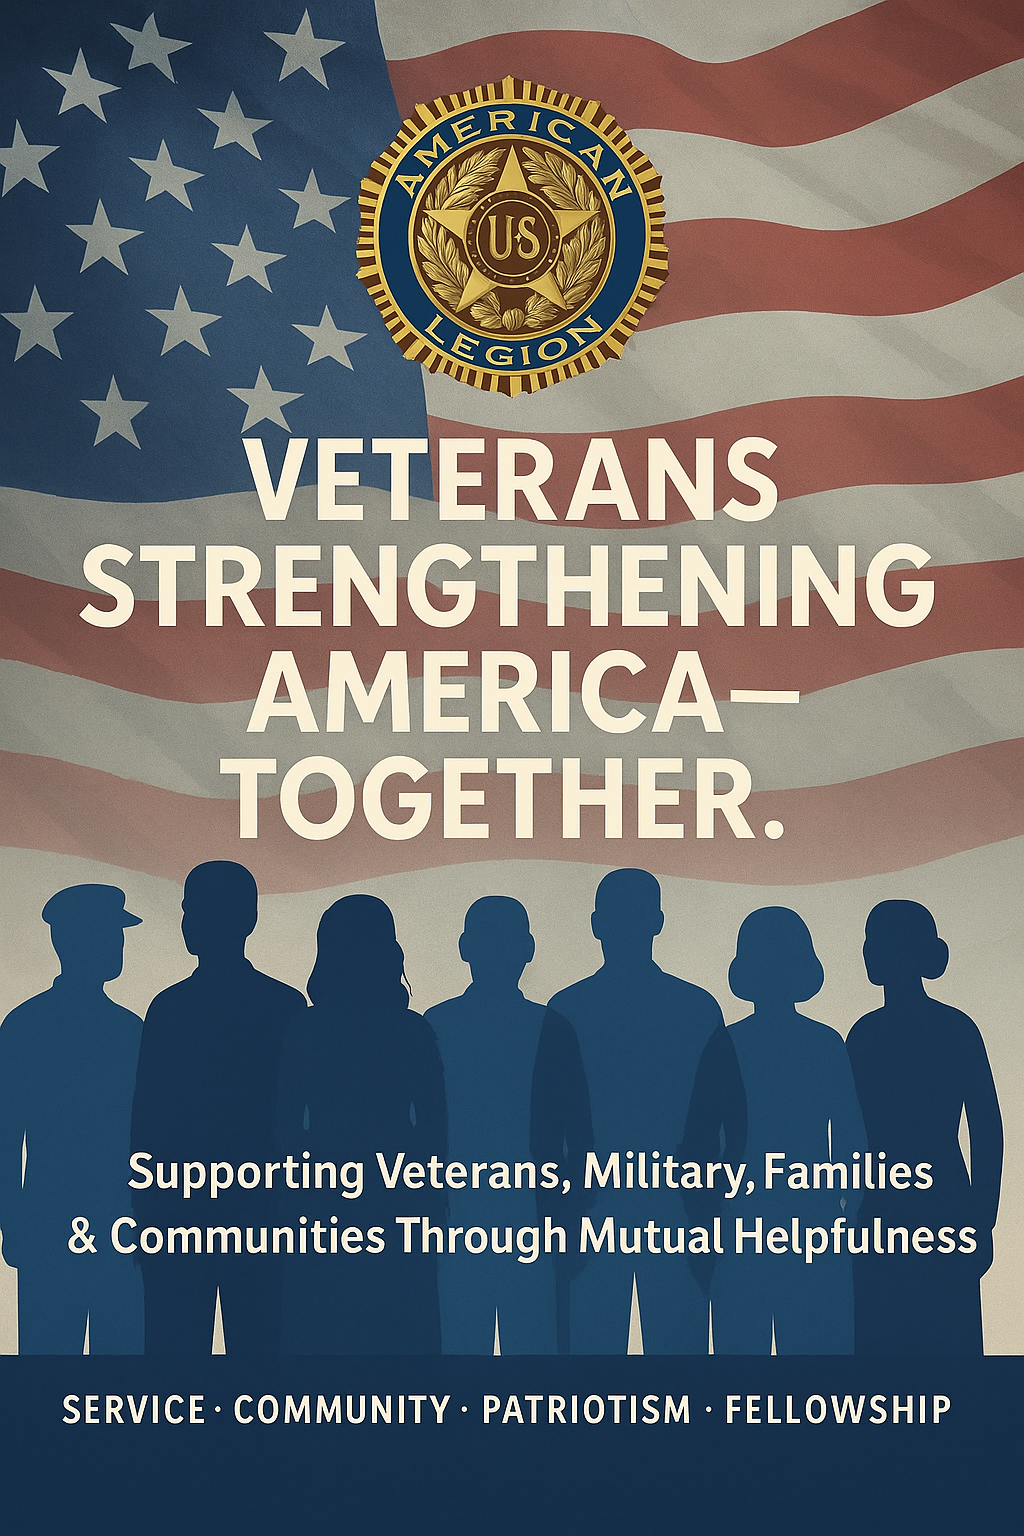 AMERICAN
US
LEGION
VETERANS
STRENGTHENING
AMERICA—
TOGETHER.
Supporting Veterans, Military, Families
& Communities Through Mutual Helpfulness
SERVICE · COMMUNITY · PATRIOTISM · FELLOWSHIP